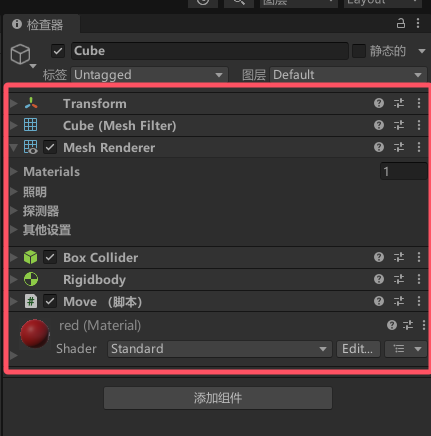 图层
Layout
检查器
Cube
静态的
标签 Untagged 图层 Default
Transform
Cube (Mesh Filter)
Mesh Renderer
Materials 1
照明
探测器
其他设置
Box Collider
Rigidbody
# Move （脚本）
red (Material)
Shader Standard Edit...
添加组件